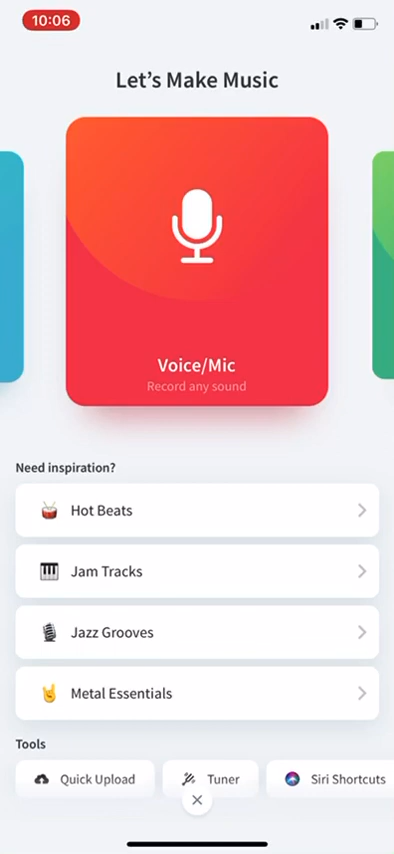 10:06
Let's Make Music
Voice/Mic
Record any sound
Need inspiration?
Hot Beats
Jam Tracks
Jazz Grooves
Metal Essentials
Tools
Quick Upload
Tuner
Siri Shortcuts